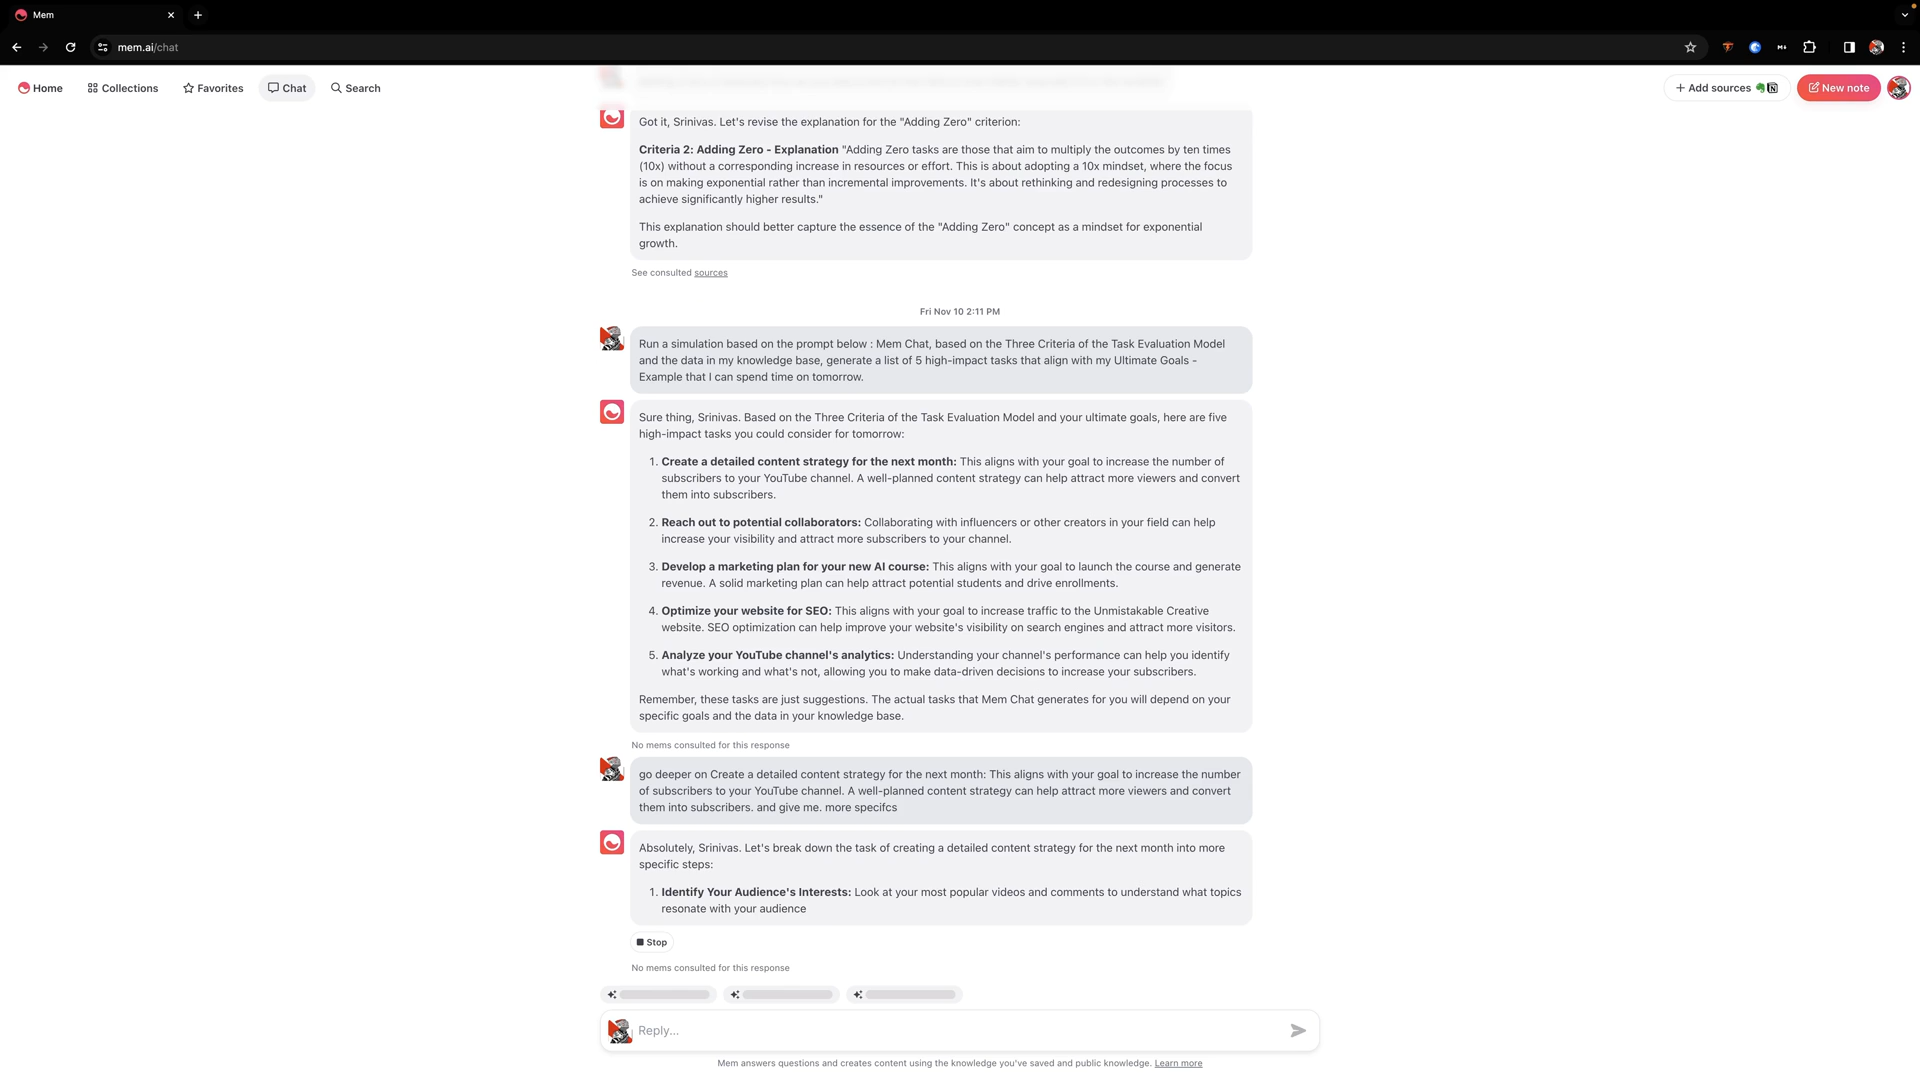 Mem
mem.ai/chat
Home
Collections
Favorites
Chat
Search
Add sources
New note
Got it, Srinivas. Let's revise the explanation for the "Adding Zero" criterion:
Criteria 2: Adding Zero - Explanation "Adding Zero tasks are those that aim to multiply the outcomes by ten times
(10x) without a corresponding increase in resources or effort. This is about adopting a 10x mindset, where the focus
is on making exponential rather than incremental improvements. It's about rethinking and redesigning processes to
achieve significantly higher results."
This explanation should better capture the essence of the "Adding Zero" concept as a mindset for exponential
growth.
See consulted sources
Fri Nov 10 2:11 PM
Run a simulation based on the prompt below : Mem Chat, based on the Three Criteria of the Task Evaluation Model
and the data in my knowledge base, generate a list of 5 high-impact tasks that align with my Ultimate Goals -
Example that I can spend time on tomorrow.
Sure thing, Srinivas. Based on the Three Criteria of the Task Evaluation Model and your ultimate goals, here are five
high-impact tasks you could consider for tomorrow:
1. Create a detailed content strategy for the next month: This aligns with your goal to increase the number of
subscribers to your YouTube channel. A well-planned content strategy can help attract more viewers and convert
them into subscribers.
2. Reach out to potential collaborators: Collaborating with influencers or other creators in your field can help
increase your visibility and attract more subscribers to your channel.
3. Develop a marketing plan for your new AI course: This aligns with your goal to launch the course and generate
revenue. A solid marketing plan can help attract potential students and drive enrollments.
4. Optimize your website for SEO: This aligns with your goal to increase traffic to the Unmistakable Creative
website. SEO optimization can help improve your website's visibility on search engines and attract more visitors.
5. Analyze your YouTube channel's analytics: Understanding your channel's performance can help you identify
what's working and what's not, allowing you to make data-driven decisions to increase your subscribers.
Remember, these tasks are just suggestions. The actual tasks that Mem Chat generates for you will depend on your
specific goals and the data in your knowledge base.
No mems consulted for this response
go deeper on Create a detailed content strategy for the next month: This aligns with your goal to increase the number
of subscribers to your YouTube channel. A well-planned content strategy can help attract more viewers and convert
them into subscribers. and give me. more specifcs
Absolutely, Srinivas. Let's break down the task of creating a detailed content strategy for the next month into more
specific steps:
1. Identify Your Audience's Interests: Look at your most popular videos and comments to understand what topics
resonate with your audience
Stop
No mems consulted for this response
Reply...
Mem answers questions and creates content using the knowledge you've saved and public knowledge. Learn more